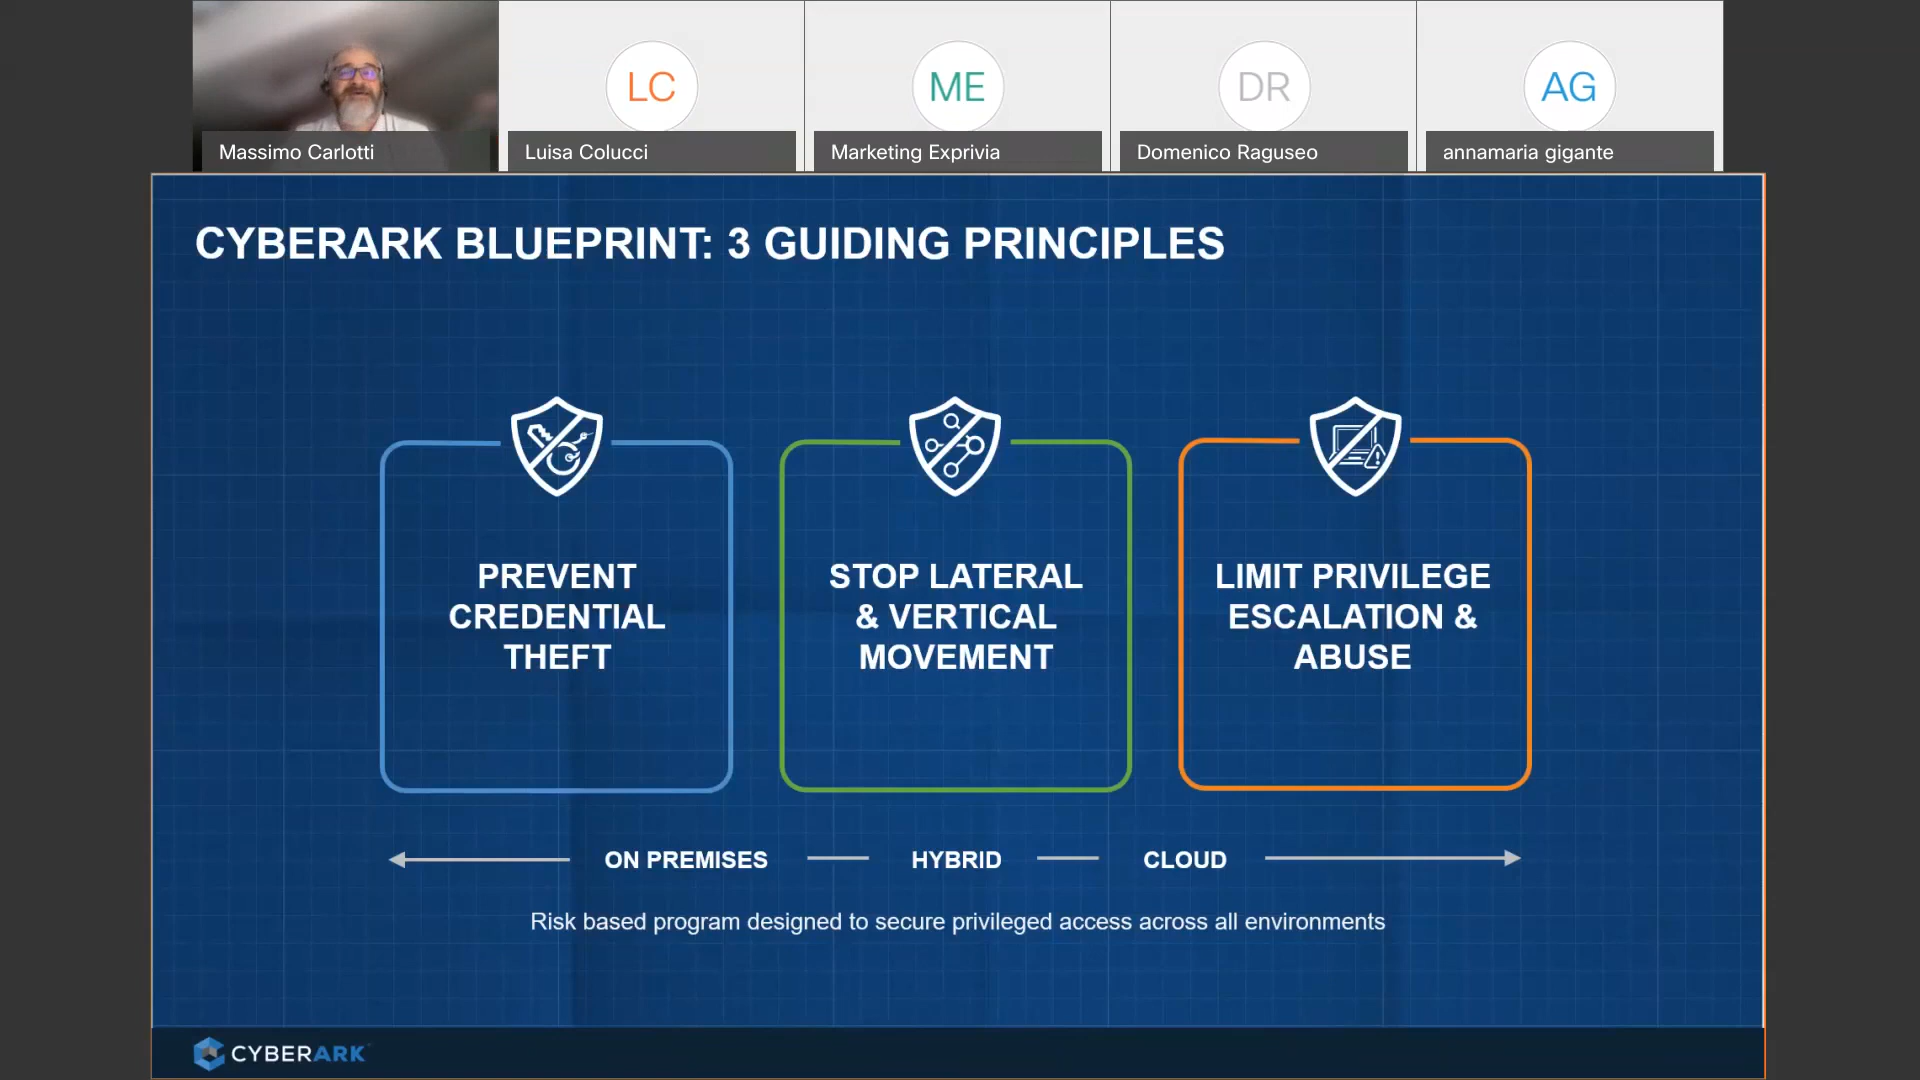 LC
ME
DR
AG
Massimo Carlotti
Luisa Colucci
Marketing Exprivia
Domenico Raguseo
annamaria gigante
CYBERARK BLUEPRINT: 3 GUIDING PRINCIPLES
PREVENT
CREDENTIAL
THEFT
STOP LATERAL
& VERTICAL
MOVEMENT
LIMIT PRIVILEGE
ESCALATION &
ABUSE
ON PREMISES
HYBRID
CLOUD
Risk based program designed to secure privileged access across all environments
CYBERARK